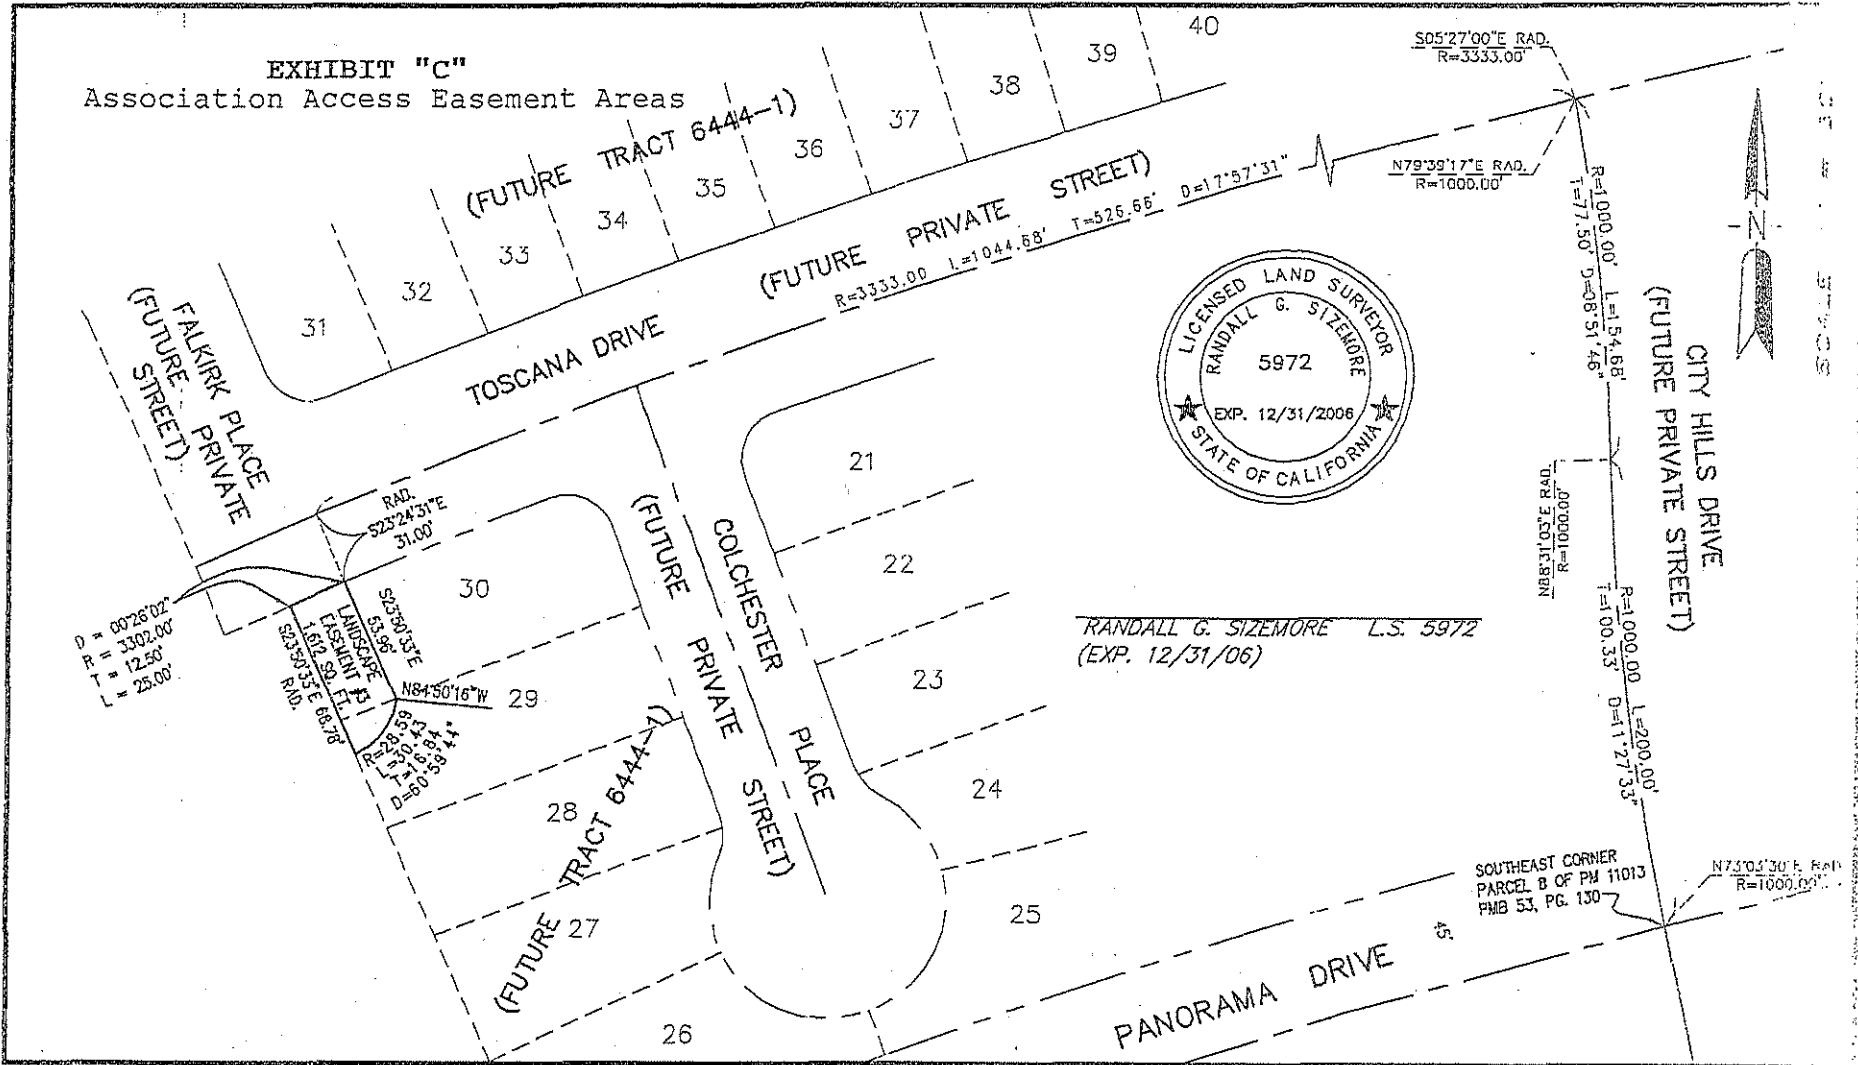 EXHIBIT "C"
Association Access Easement Areas
(FUTURE TRACT 6444-1)
31
32
33
34
35
36
37
38
39
40
FALKIRK PLACE
(FUTURE PRIVATE
STREET)
TOSCANA DRIVE
(FUTURE PRIVATE STREET)
R=3333.00 L=1044.68' T=526.66' D=17°57'31"
S05°27'00"E RAD.
R=3333.00'
N79°39'17"E RAD.
R=1000.00'
R=1000.00' L=154.68'
T=77.50' D=08°51'46"
N
CITY HILLS DRIVE
(FUTURE PRIVATE STREET)
LICENSED LAND SURVEYOR
RANDALL G. SIZEMORE
5972
EXP. 12/31/2006
STATE OF CALIFORNIA
RAD.
S23°24'31"E
31.00'
D = 00°26'02"
R = 3302.00'
T = 12.50'
L = 25.00'
S23°50'33"E
53.96'
LANDSCAPE
EASEMENT #3
1,612 SQ. FT.
S23°50'33"E 68.78'
RAD.
N84°50'16"W
R=28.59
L=30.43
T=16.84
D=60°59'44"
30
29
28
27
26
(FUTURE TRACT 6444-1)
COLCHESTER PLACE
(FUTURE PRIVATE STREET)
21
22
23
24
25
RANDALL G. SIZEMORE L.S. 5972
(EXP. 12/31/06)
N88°31'03"E RAD.
R=1000.00'
R=1000.00 L=200.00'
T=100.33' D=11°27'33"
SOUTHEAST CORNER
PARCEL B OF PM 11013
PMB 53, PG. 130
N73°03'30"E RAD
R=1000.00'
45'
PANORAMA DRIVE